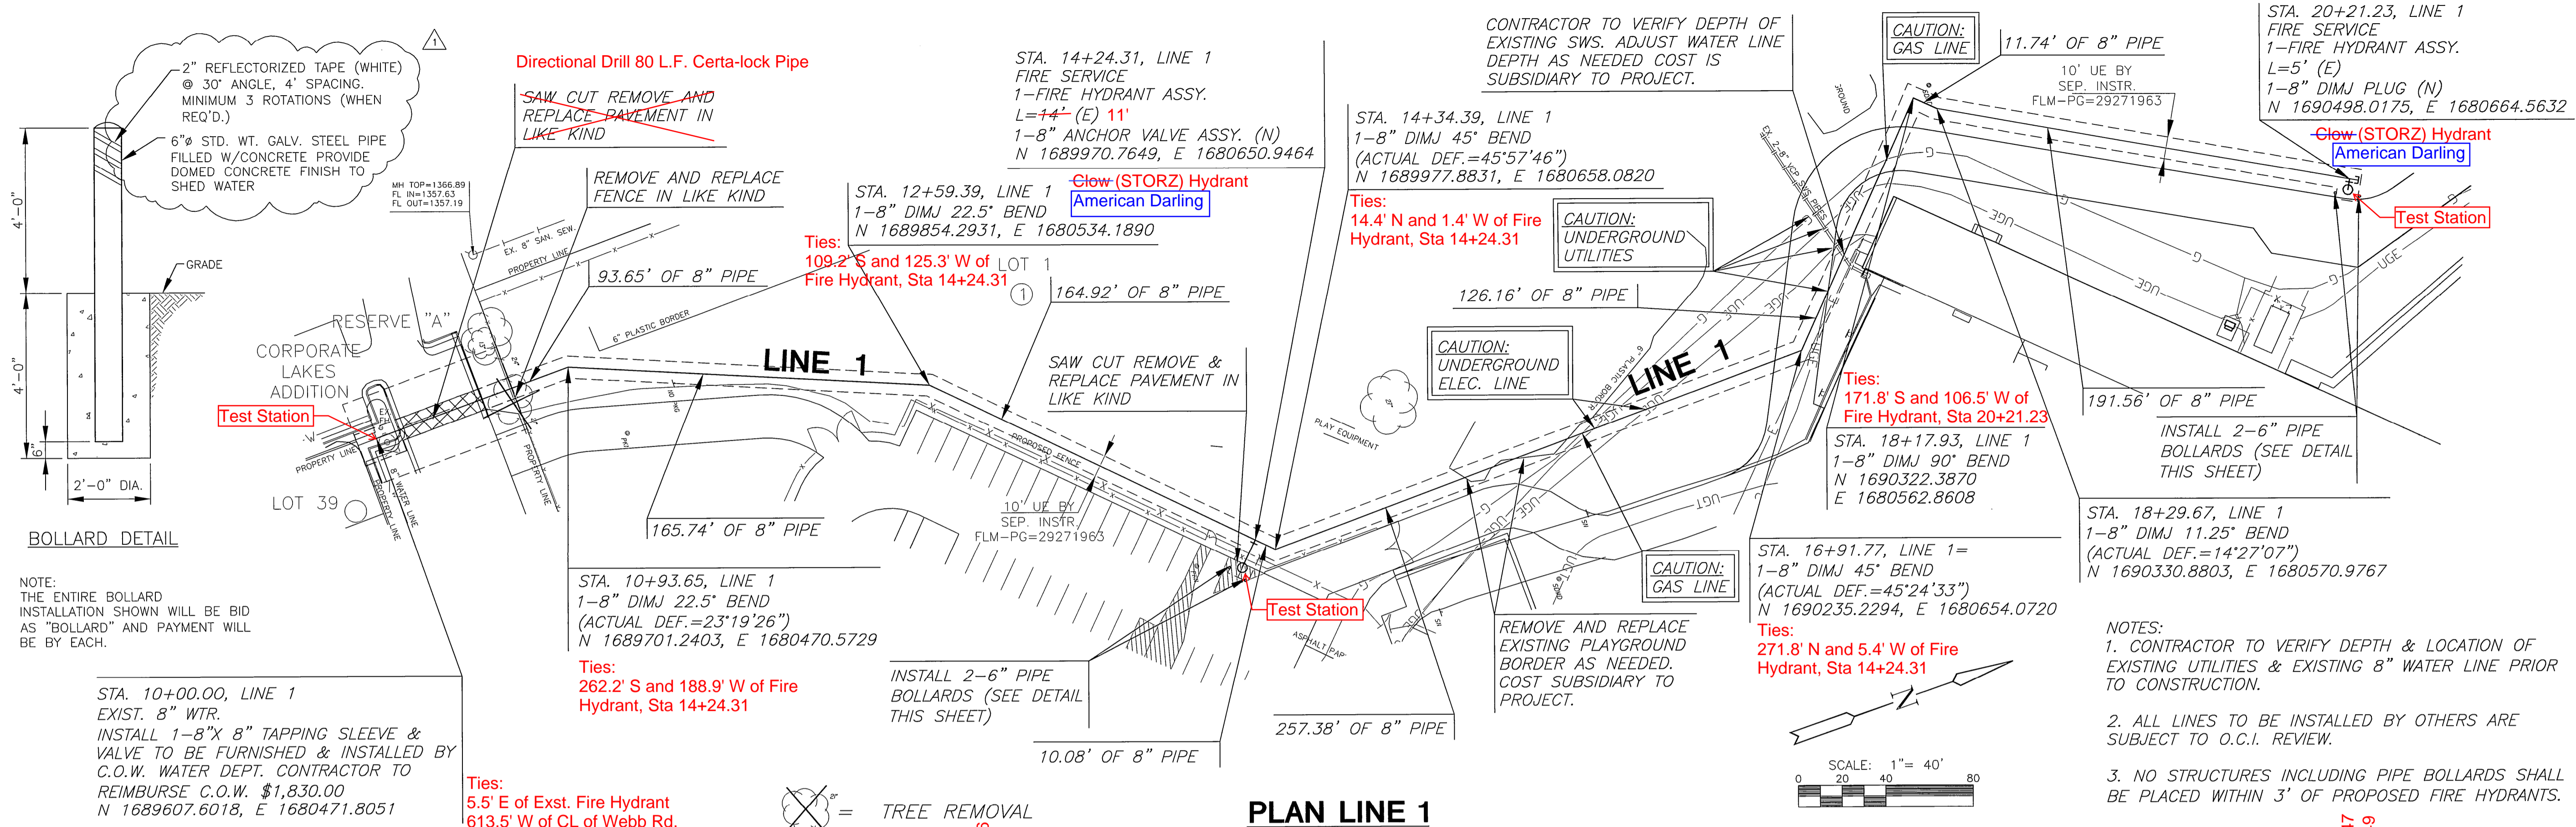 2" REFLECTORIZED TAPE (WHITE)
@ 30° ANGLE, 4' SPACING.
MINIMUM 3 ROTATIONS (WHEN
REQ'D.)
6"ø STD. WT. GALV. STEEL PIPE
FILLED W/CONCRETE PROVIDE
DOMED CONCRETE FINISH TO
SHED WATER
1
4'-0"
GRADE
4'-0"
6"
2'-0" DIA.
BOLLARD DETAIL
NOTE:
THE ENTIRE BOLLARD
INSTALLATION SHOWN WILL BE BID
AS "BOLLARD" AND PAYMENT WILL
BE BY EACH.
Directional Drill 80 L.F. Certa-lock Pipe
SAW CUT REMOVE AND
REPLACE PAVEMENT IN
LIKE KIND
MH TOP=1366.89
FL IN=1357.63
FL OUT=1357.19
REMOVE AND REPLACE
FENCE IN LIKE KIND
EX. 8" SAN. SEW.
PROPERTY LINE
93.65' OF 8" PIPE
6" PLASTIC BORDER
RESERVE "A"
CORPORATE
LAKES
ADDITION
Test Station
EX
FH
W
PROPERTY LINE
8" WATER LINE
PROPERTY LINE
PROPERTY LINE
LOT 39
LINE 1
165.74' OF 8" PIPE
STA. 10+93.65, LINE 1
1-8" DIMJ 22.5° BEND
(ACTUAL DEF.=23°19'26")
N 1689701.2403, E 1680470.5729
Ties:
262.2' S and 188.9' W of Fire
Hydrant, Sta 14+24.31
STA. 10+00.00, LINE 1
EXIST. 8" WTR.
INSTALL 1-8"X 8" TAPPING SLEEVE &
VALVE TO BE FURNISHED & INSTALLED BY
C.O.W. WATER DEPT. CONTRACTOR TO
REIMBURSE C.O.W. $1,830.00
N 1689607.6018, E 1680471.8051
Ties:
5.5' E of Exst. Fire Hydrant
613.5' W of CL of Webb Rd.
= TREE REMOVAL
STA. 14+24.31, LINE 1
FIRE SERVICE
1-FIRE HYDRANT ASSY.
L=14' (E) 11'
1-8" ANCHOR VALVE ASSY. (N)
N 1689970.7649, E 1680650.9464
Clow (STORZ) Hydrant
American Darling
STA. 12+59.39, LINE 1
1-8" DIMJ 22.5° BEND
N 1689854.2931, E 1680534.1890
Ties:
109.2' S and 125.3' W of
Fire Hydrant, Sta 14+24.31
LOT 1
1
164.92' OF 8" PIPE
SAW CUT REMOVE &
REPLACE PAVEMENT IN
LIKE KIND
PROPOSED FENCE
10' UE BY
SEP. INSTR.
FLM-PG=29271963
INSTALL 2-6" PIPE
BOLLARDS (SEE DETAIL
THIS SHEET)
10.08' OF 8" PIPE
Test Station
257.38' OF 8" PIPE
PLAN LINE 1
STA. 14+34.39, LINE 1
1-8" DIMJ 45° BEND
(ACTUAL DEF.=45°57'46")
N 1689977.8831, E 1680658.0820
Ties:
14.4' N and 1.4' W of Fire
Hydrant, Sta 14+24.31
CONTRACTOR TO VERIFY DEPTH OF
EXISTING SWS. ADJUST WATER LINE
DEPTH AS NEEDED COST IS
SUBSIDIARY TO PROJECT.
CAUTION:
UNDERGROUND
UTILITIES
126.16' OF 8" PIPE
CAUTION:
UNDERGROUND
ELEC. LINE
PLAY EQUIPMENT
LINE 1
REMOVE AND REPLACE
EXISTING PLAYGROUND
BORDER AS NEEDED.
COST SUBSIDIARY TO
PROJECT.
CAUTION:
GAS LINE
CAUTION:
GAS LINE
11.74' OF 8" PIPE
10' UE BY
SEP. INSTR.
FLM-PG=29271963
STA. 20+21.23, LINE 1
FIRE SERVICE
1-FIRE HYDRANT ASSY.
L=5' (E)
1-8" DIMJ PLUG (N)
N 1690498.0175, E 1680664.5632
Clow (STORZ) Hydrant
American Darling
Test Station
Ties:
171.8' S and 106.5' W of
Fire Hydrant, Sta 20+21.23
STA. 18+17.93, LINE 1
1-8" DIMJ 90° BEND
N 1690322.3870
E 1680562.8608
191.56' OF 8" PIPE
INSTALL 2-6" PIPE
BOLLARDS (SEE DETAIL
THIS SHEET)
STA. 18+29.67, LINE 1
1-8" DIMJ 11.25° BEND
(ACTUAL DEF.=14°27'07")
N 1690330.8803, E 1680570.9767
STA. 16+91.77, LINE 1=
1-8" DIMJ 45° BEND
(ACTUAL DEF.=45°24'33")
N 1690235.2294, E 1680654.0720
Ties:
271.8' N and 5.4' W of Fire
Hydrant, Sta 14+24.31
N
SCALE: 1"= 40'
0 20 40 80
NOTES:
1. CONTRACTOR TO VERIFY DEPTH & LOCATION OF
EXISTING UTILITIES & EXISTING 8" WATER LINE PRIOR
TO CONSTRUCTION.
2. ALL LINES TO BE INSTALLED BY OTHERS ARE
SUBJECT TO O.C.I. REVIEW.
3. NO STRUCTURES INCLUDING PIPE BOLLARDS SHALL
BE PLACED WITHIN 3' OF PROPOSED FIRE HYDRANTS.